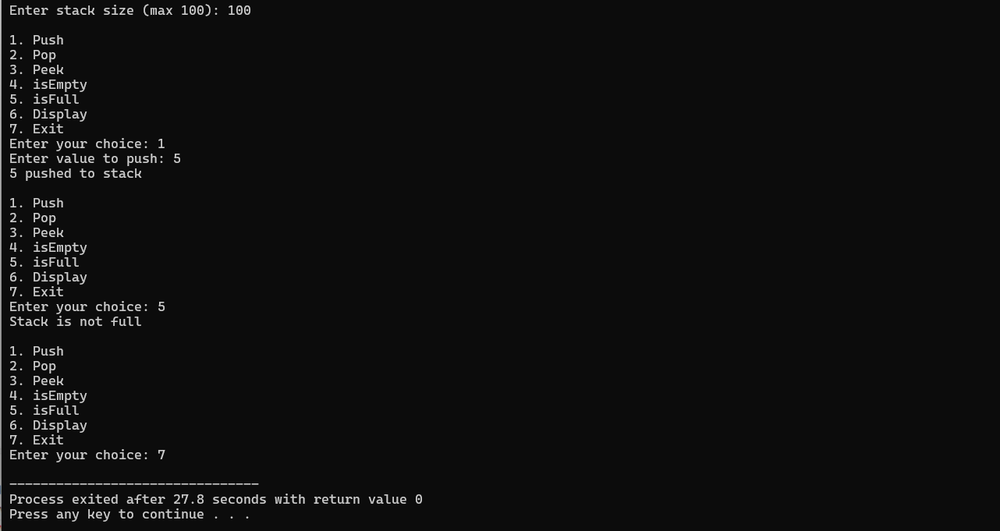 Enter stack size (max 100): 100
1. Push
2. Pop
3. Peek
4. isEmpty
5. isFull
6. Display
7. Exit
Enter your choice: 1
Enter value to push: 5
5 pushed to stack
1. Push
2. Pop
3. Peek
4. isEmpty
5. isFull
6. Display
7. Exit
Enter your choice: 5
Stack is not full
1. Push
2. Pop
3. Peek
4. isEmpty
5. isFull
6. Display
7. Exit
Enter your choice: 7
--------------------------------
Process exited after 27.8 seconds with return value 0
Press any key to continue . . .